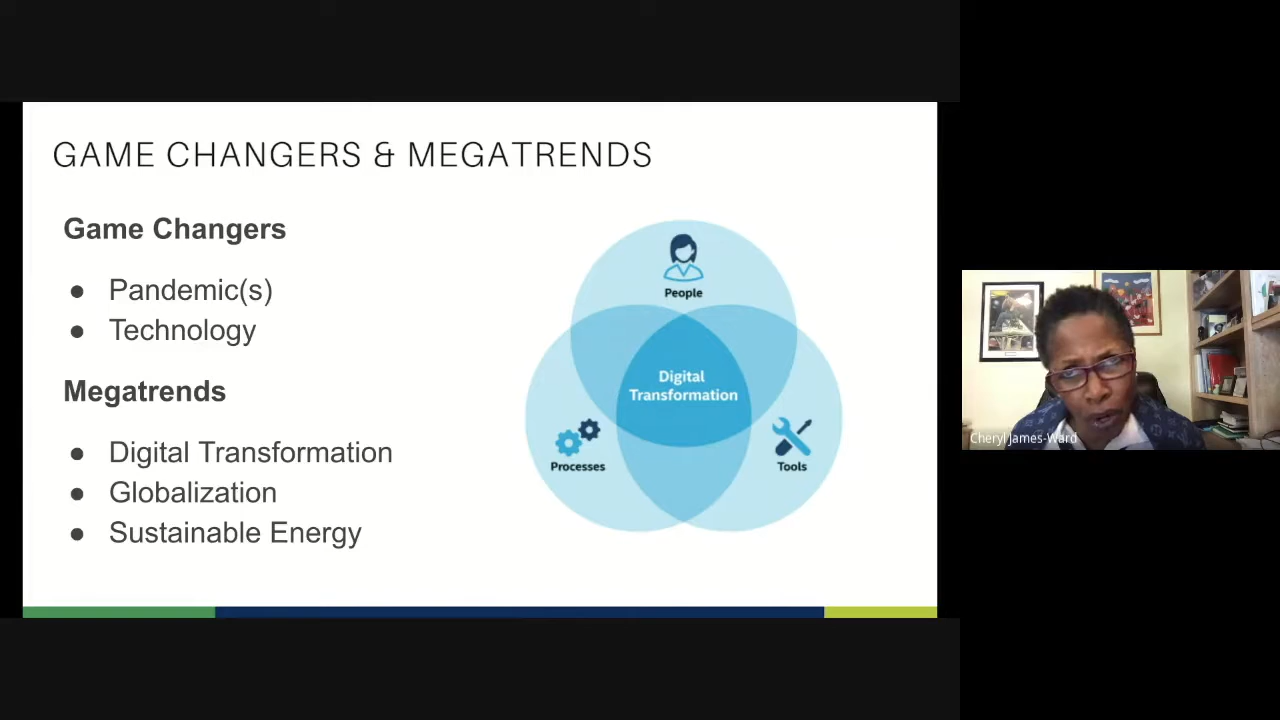 GAME CHANGERS & MEGATRENDS
Game Changers
● Pandemic(s)
● Technology
Megatrends
● Digital Transformation
● Globalization
● Sustainable Energy
People
Digital
Transformation
Processes
Tools
Cheryl James-Ward